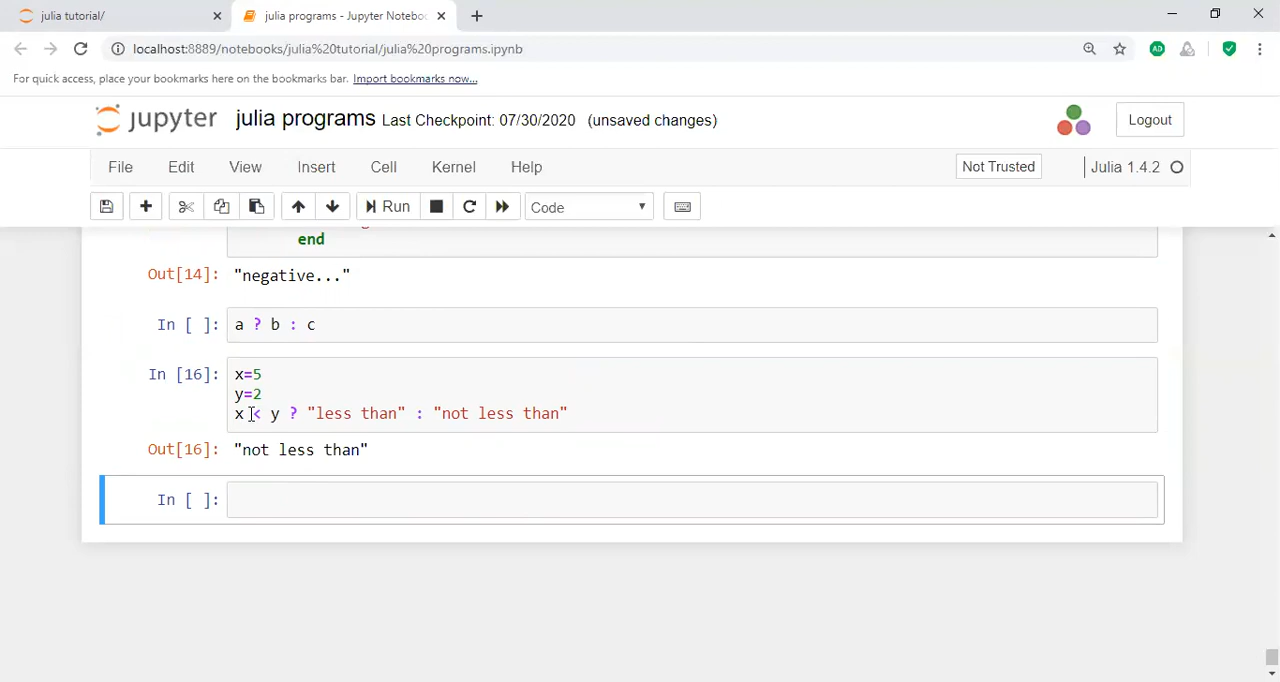 julia tutorial/
julia programs - Jupyter Noteboo
localhost:8889/notebooks/julia%20tutorial/julia%20programs.ipynb
For quick access, place your bookmarks here on the bookmarks bar. Import bookmarks now...
jupyter julia programs Last Checkpoint: 07/30/2020 (unsaved changes)
Logout
File Edit View Insert Cell Kernel Help
Not Trusted
Julia 1.4.2
Run
Code
end
Out[14]: "negative..."
In [ ]: a ? b : c
In [16]: x=5
y=2
x < y ? "less than" : "not less than"
Out[16]: "not less than"
In [ ]: